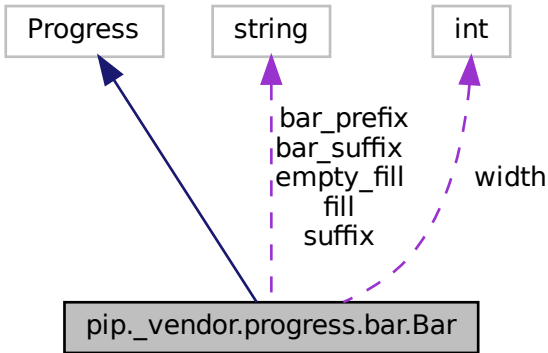 Progress
string
int
bar_prefix
bar_suffix
empty_fill
fill
suffix
width
pip._vendor.progress.bar.Bar